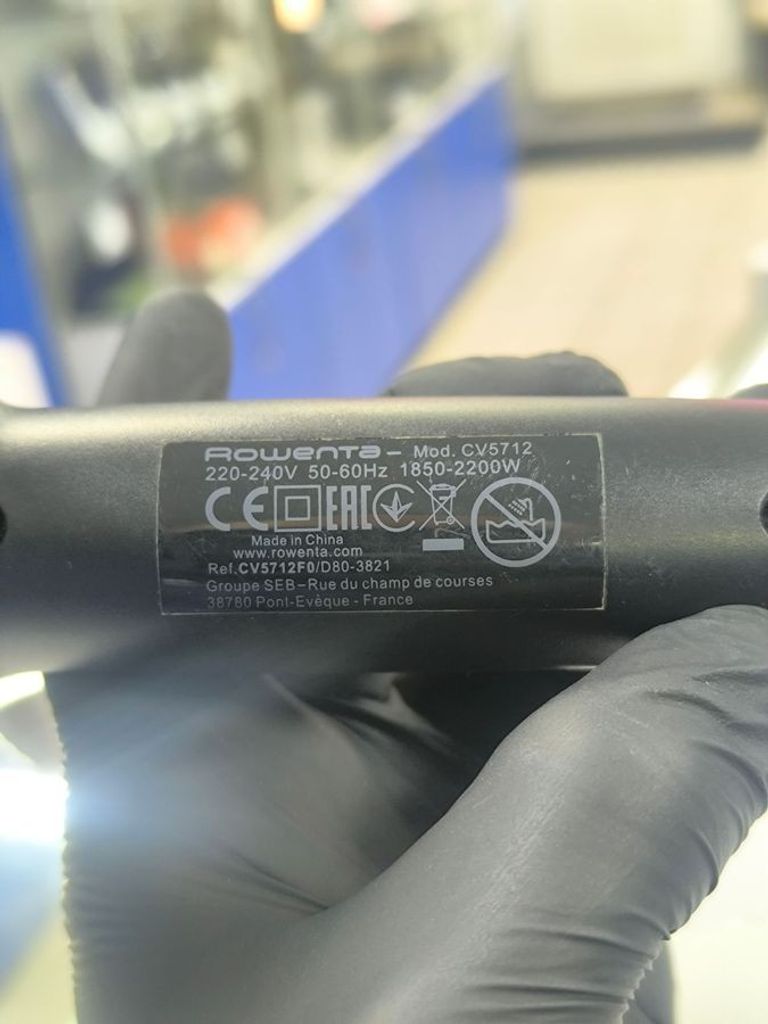 Rowenta – Mod. CV5712
220-240V 50-60Hz 1850-2200W
CE EAC
Made in China
www.rowenta.com
Ref.CV5712F0/D80-3821
Groupe SEB–Rue du champ de courses
38780 Pont-Evèque - France